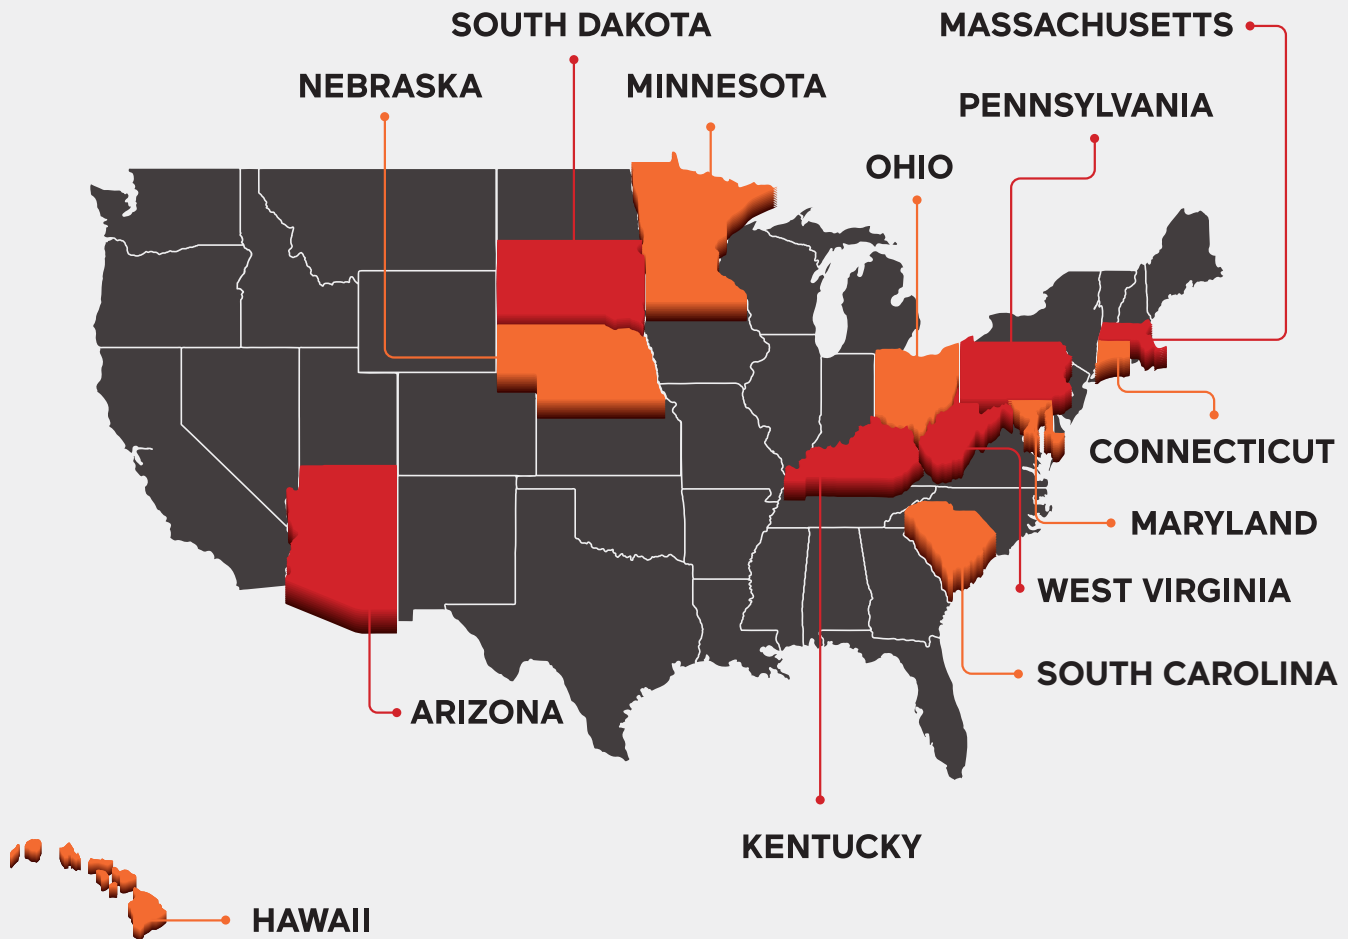 SOUTH DAKOTA
MASSACHUSETTS
NEBRASKA
MINNESOTA
PENNSYLVANIA
OHIO
CONNECTICUT
MARYLAND
WEST VIRGINIA
SOUTH CAROLINA
ARIZONA
KENTUCKY
HAWAII